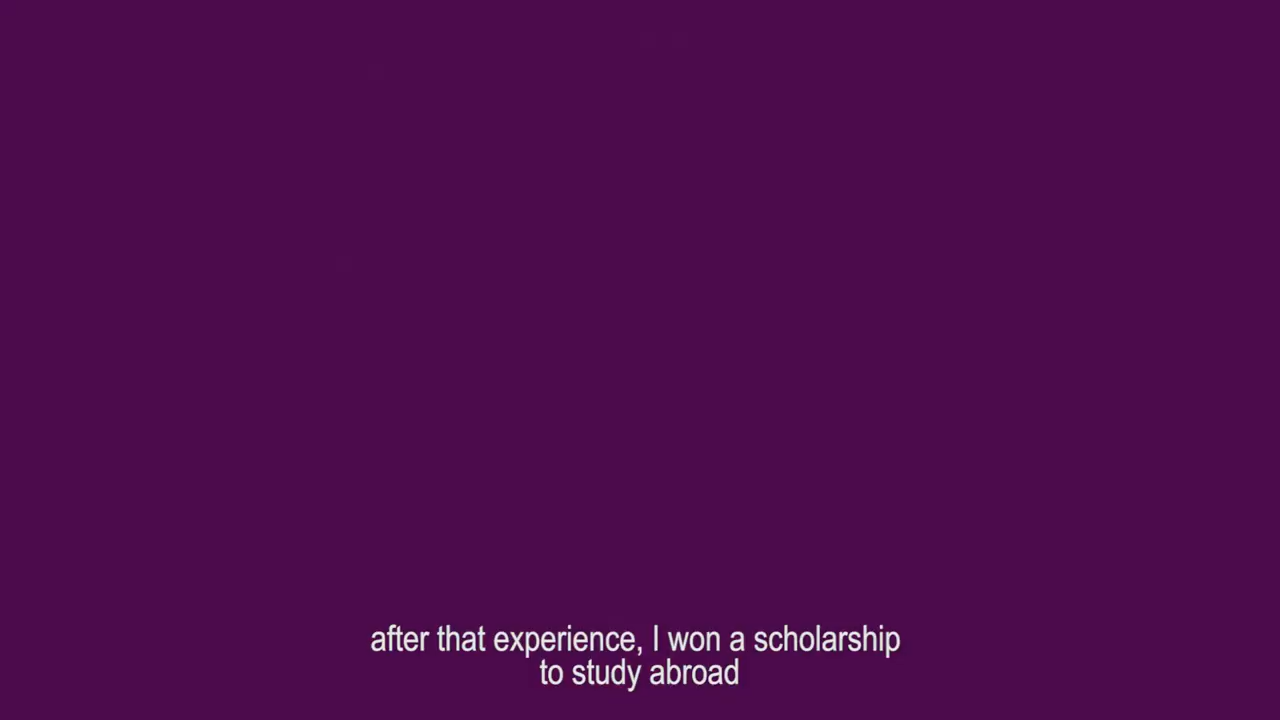 after that experience, I won a scholarship
to study abroad